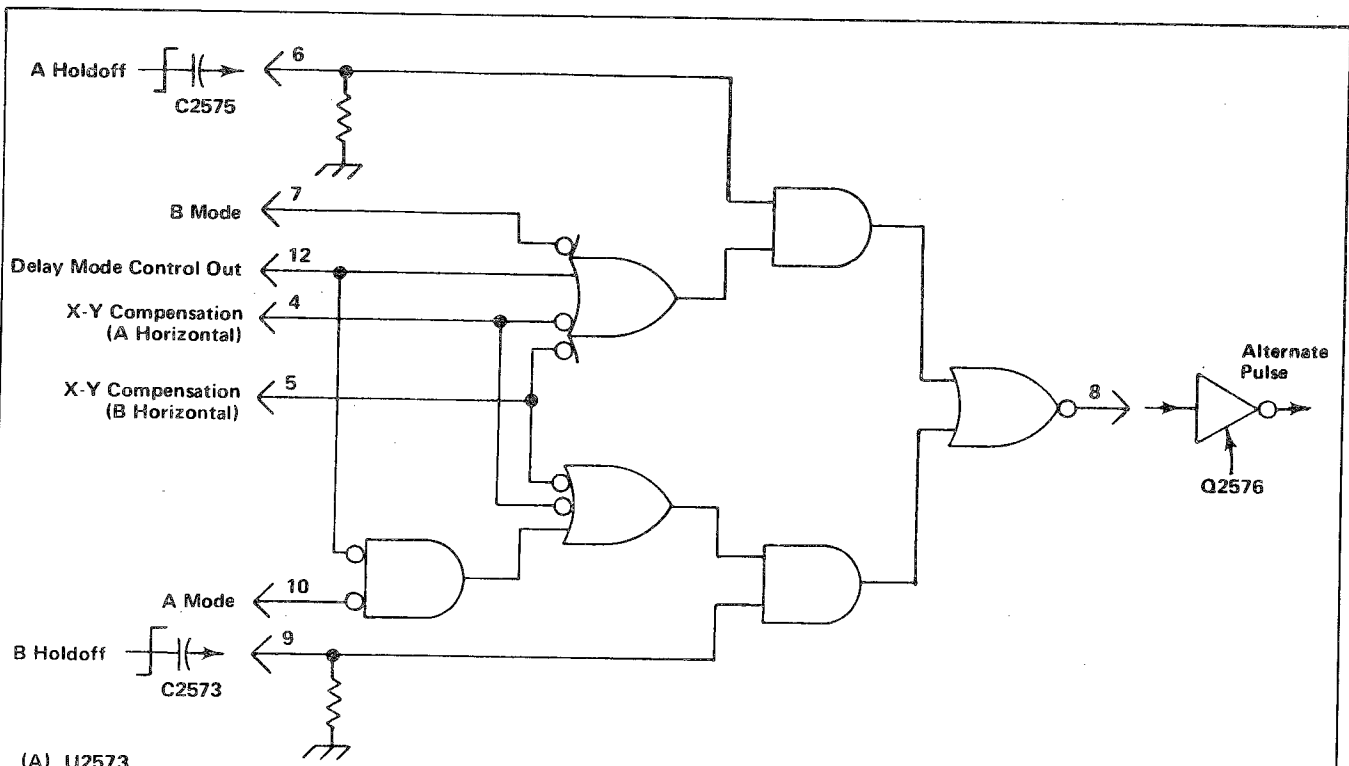 A Holdoff
C2575
6
B Mode
7
Delay Mode Control Out
12
X-Y Compensation
(A Horizontal)
4
X-Y Compensation
(B Horizontal)
5
8
Alternate
Pulse
Q2576
A Mode
10
B Holdoff
C2573
9
(A) U2573